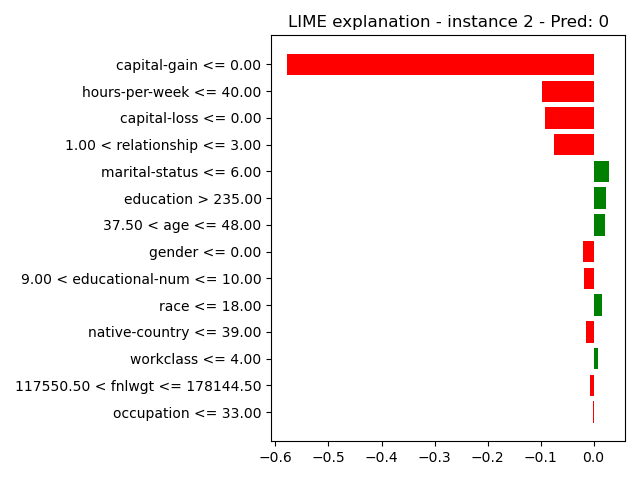 LIME explanation - instance 2 - Pred: 0
capital-gain <= 0.00
hours-per-week <= 40.00
capital-loss <= 0.00
1.00 < relationship <= 3.00
marital-status <= 6.00
education > 235.00
37.50 < age <= 48.00
gender <= 0.00
9.00 < educational-num <= 10.00
race <= 18.00
native-country <= 39.00
workclass <= 4.00
117550.50 < fnlwgt <= 178144.50
occupation <= 33.00
−0.6 −0.5 −0.4 −0.3 −0.2 −0.1 0.0